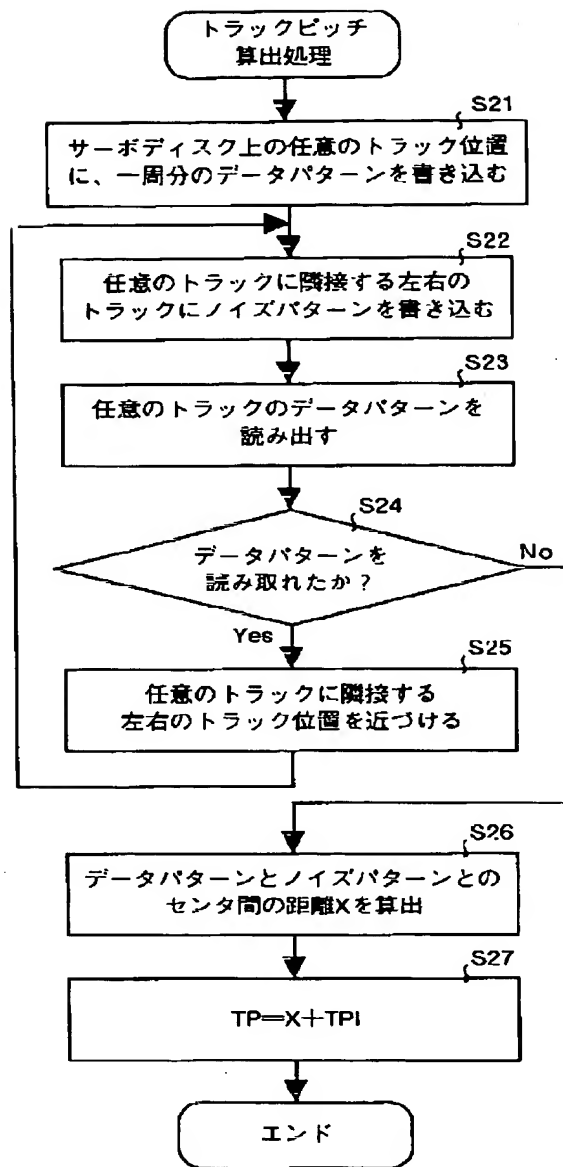 トラックピッチ
算出処理
S21
サーボディスク上の任意のトラック位置
に、一周分のデータパターンを書き込む
S22
任意のトラックに隣接する左右の
トラックにノイズパターンを書き込む
S23
任意のトラックのデータパターンを
読み出す
S24
データパターンを
読み取れたか？
No
Yes
S25
任意のトラックに隣接する
左右のトラック位置を近づける
S26
データパターンとノイズパターンとの
センタ間の距離Xを算出
S27
TP=X+TPI
エンド